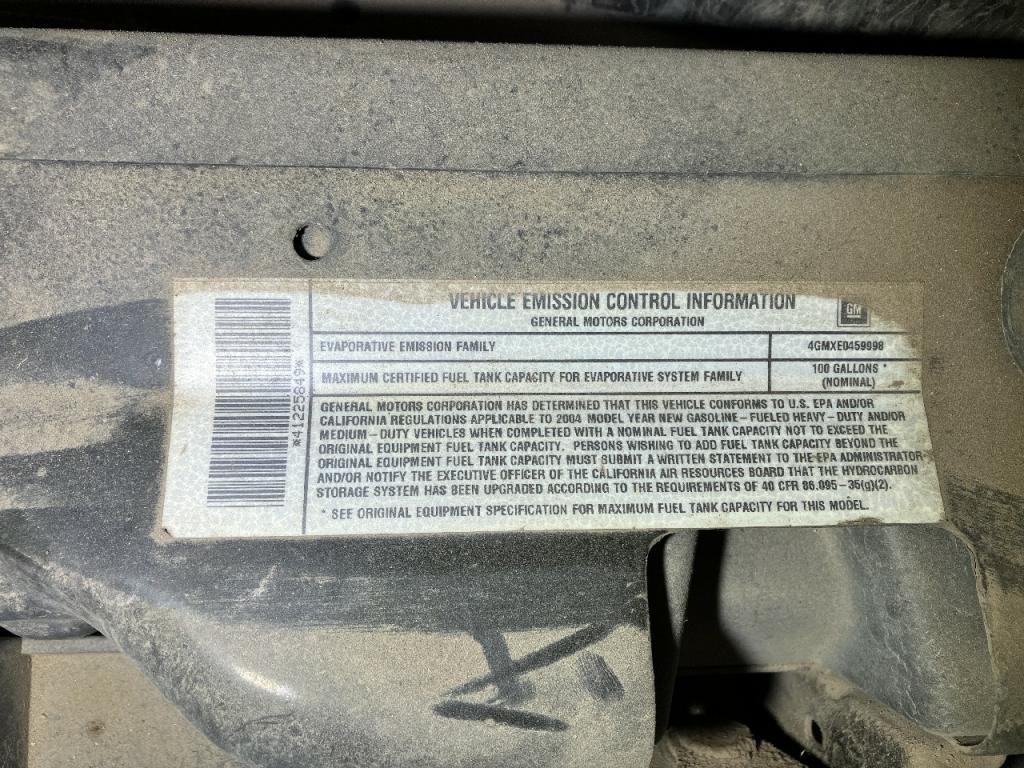 VEHICLE EMISSION CONTROL INFORMATION
GM
GENERAL MOTORS CORPORATION
EVAPORATIVE EMISSION FAMILY 4GMXE0459998
MAXIMUM CERTIFIED FUEL TANK CAPACITY FOR EVAPORATIVE SYSTEM FAMILY 100 GALLONS *
(NOMINAL)
GENERAL MOTORS CORPORATION HAS DETERMINED THAT THIS VEHICLE CONFORMS TO U.S. EPA AND/OR
CALIFORNIA REGULATIONS APPLICABLE TO 2004 MODEL YEAR NEW GASOLINE-FUELED HEAVY-DUTY AND/OR
MEDIUM-DUTY VEHICLES WHEN COMPLETED WITH A NOMINAL FUEL TANK CAPACITY NOT TO EXCEED THE
ORIGINAL EQUIPMENT FUEL TANK CAPACITY. PERSONS WISHING TO ADD FUEL TANK CAPACITY BEYOND THE
ORIGINAL EQUIPMENT FUEL TANK CAPACITY MUST SUBMIT A WRITTEN STATEMENT TO THE EPA ADMINISTRATOR
AND/OR NOTIFY THE EXECUTIVE OFFICER OF THE CALIFORNIA AIR RESOURCES BOARD THAT THE HYDROCARBON
STORAGE SYSTEM HAS BEEN UPGRADED ACCORDING TO THE REQUIREMENTS OF 40 CFR 86.095-35(g)(2).
* SEE ORIGINAL EQUIPMENT SPECIFICATION FOR MAXIMUM FUEL TANK CAPACITY FOR THIS MODEL.
*41225849*